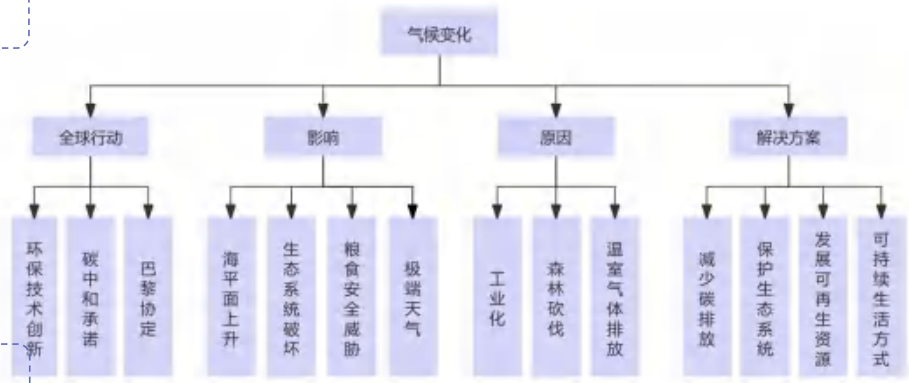 气候变化
全球行动
影响
原因
解决方案
环保技术创新
碳中和承诺
巴黎协定
海平面上升
生态系统破坏
粮食安全威胁
极端天气
工业化
森林砍伐
温室气体排放
减少碳排放
保护生态系统
发展可再生资源
可持续生活方式